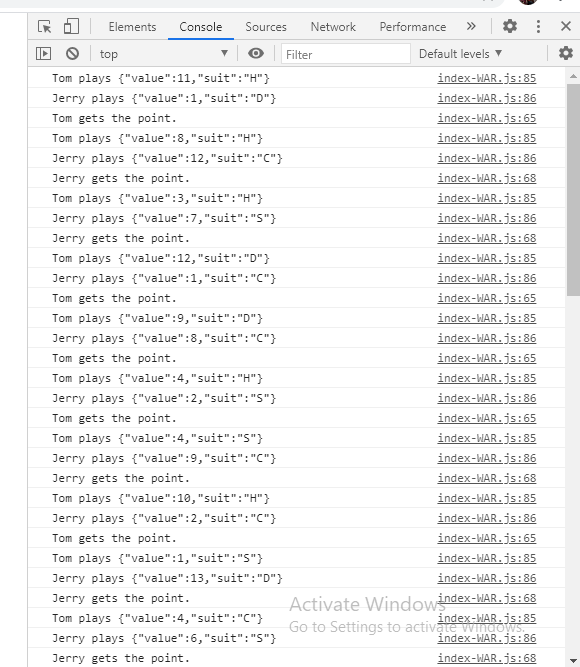 Elements Console Sources Network Performance »
top ▼ Filter Default levels ▼
Tom plays {"value":11,"suit":"H"} index-WAR.js:85
Jerry plays {"value":1,"suit":"D"} index-WAR.js:86
Tom gets the point. index-WAR.js:65
Tom plays {"value":8,"suit":"H"} index-WAR.js:85
Jerry plays {"value":12,"suit":"C"} index-WAR.js:86
Jerry gets the point. index-WAR.js:68
Tom plays {"value":3,"suit":"H"} index-WAR.js:85
Jerry plays {"value":7,"suit":"S"} index-WAR.js:86
Jerry gets the point. index-WAR.js:68
Tom plays {"value":12,"suit":"D"} index-WAR.js:85
Jerry plays {"value":1,"suit":"C"} index-WAR.js:86
Tom gets the point. index-WAR.js:65
Tom plays {"value":9,"suit":"D"} index-WAR.js:85
Jerry plays {"value":8,"suit":"C"} index-WAR.js:86
Tom gets the point. index-WAR.js:65
Tom plays {"value":4,"suit":"H"} index-WAR.js:85
Jerry plays {"value":2,"suit":"S"} index-WAR.js:86
Tom gets the point. index-WAR.js:65
Tom plays {"value":4,"suit":"S"} index-WAR.js:85
Jerry plays {"value":9,"suit":"C"} index-WAR.js:86
Jerry gets the point. index-WAR.js:68
Tom plays {"value":10,"suit":"H"} index-WAR.js:85
Jerry plays {"value":2,"suit":"C"} index-WAR.js:86
Tom gets the point. index-WAR.js:65
Tom plays {"value":1,"suit":"S"} index-WAR.js:85
Jerry plays {"value":13,"suit":"D"} index-WAR.js:86
Jerry gets the point. index-WAR.js:68
Activate Windows
Tom plays {"value":4,"suit":"C"} index-WAR.js:85
Go to Settings to activate Windows.
Jerry plays {"value":6,"suit":"S"} index-WAR.js:86
Jerry gets the point. index-WAR.js:68